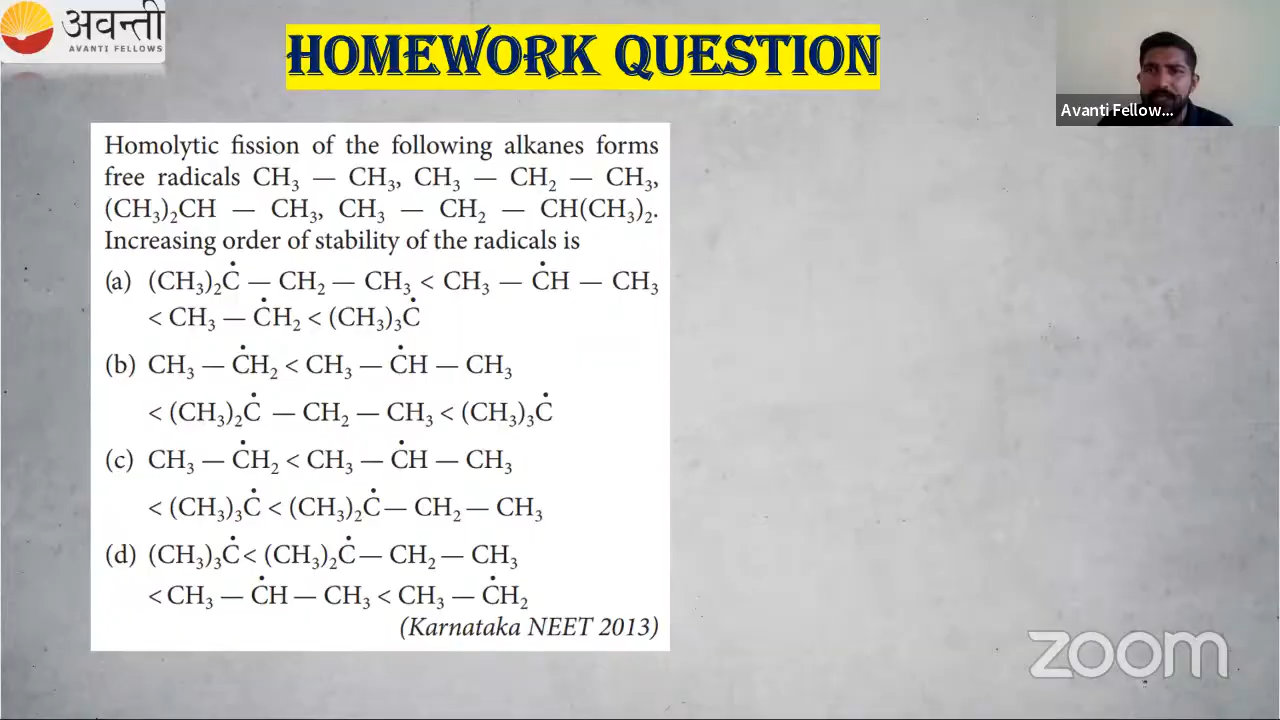 अवन्ती
AVANTI FELLOWS
HOMEWORK QUESTION
Avanti Fellow...
Homolytic fission of the following alkanes forms
free radicals CH₃ — CH₃, CH₃ — CH₂ — CH₃,
(CH₃)₂CH — CH₃, CH₃ — CH₂ — CH(CH₃)₂.
Increasing order of stability of the radicals is
(a) (CH₃)₂Ċ — CH₂ — CH₃ < CH₃ — ĊH — CH₃
< CH₃ — ĊH₂ < (CH₃)₃Ċ
(b) CH₃ — ĊH₂ < CH₃ — ĊH — CH₃
< (CH₃)₂Ċ — CH₂ — CH₃ < (CH₃)₃Ċ
(c) CH₃ — ĊH₂ < CH₃ — ĊH — CH₃
< (CH₃)₃Ċ < (CH₃)₂Ċ — CH₂ — CH₃
(d) (CH₃)₃Ċ < (CH₃)₂Ċ — CH₂ — CH₃
< CH₃ — ĊH — CH₃ < CH₃ — ĊH₂
(Karnataka NEET 2013)
zoom